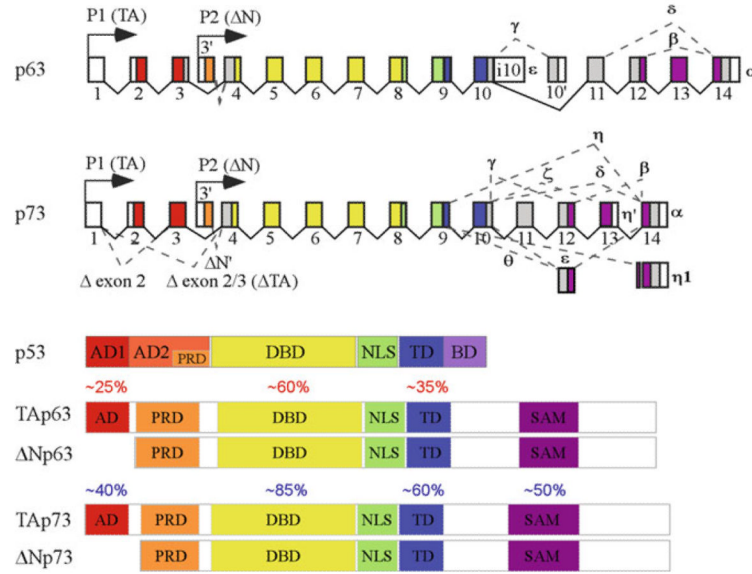 P1 (TA) P2 (ΔN) γ δ
3' β
p63 i10 ε α
1 2 3 4 5 6 7 8 9 10 10' 11 12 13 14
η
P1 (TA) P2 (ΔN) γ ζ δ β
3'
p73 η' α
1 2 3 4 5 6 7 8 9 10 11 12 13 14
ΔN' θ ε η1
Δ exon 2 Δ exon 2/3 (ΔTA)
p53 AD1 AD2 PRD DBD NLS TD BD
~25% ~60% ~35%
TAp63 AD PRD DBD NLS TD SAM
ΔNp63 PRD DBD NLS TD SAM
~40% ~85% ~60% ~50%
TAp73 AD PRD DBD NLS TD SAM
ΔNp73 PRD DBD NLS TD SAM